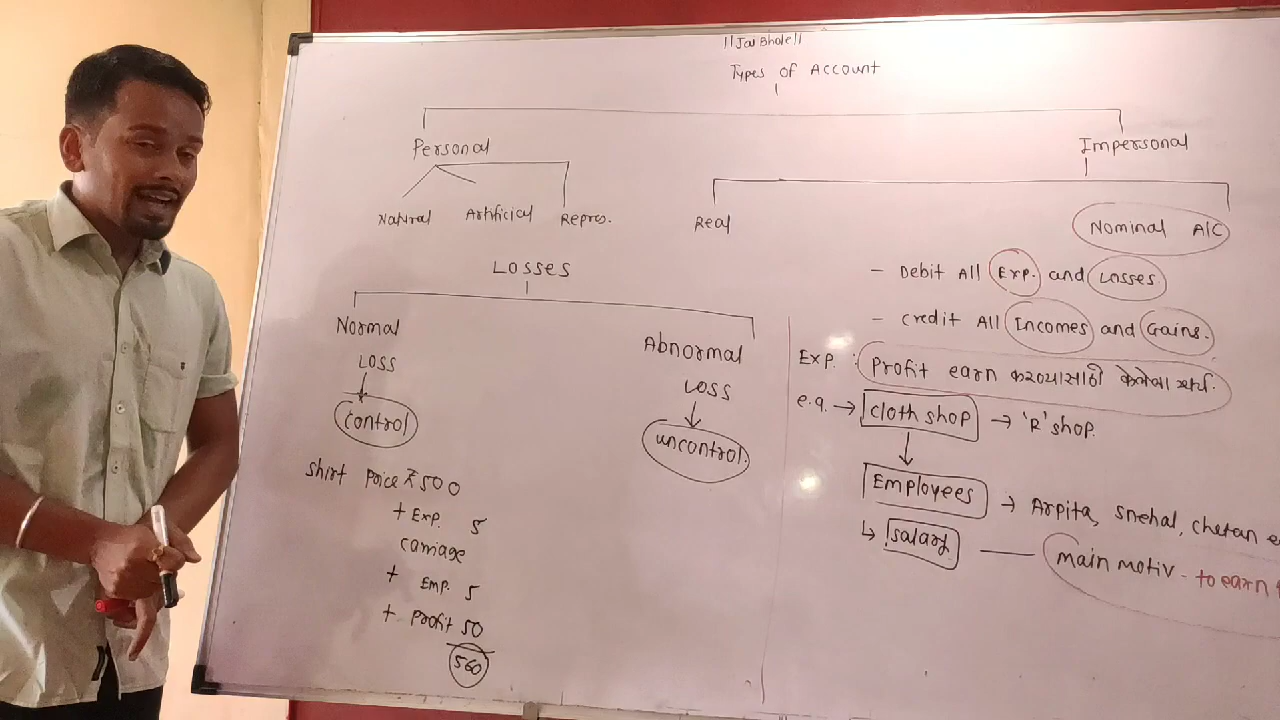 ||Jai Bhole||
Types of Account
Personal
Impersonal
Natural Artificial Repres.
Real
Nominal A/C
- Debit All Exp. and Losses
- Credit All Incomes and Gains.
Losses
Normal
Loss
control
Abnormal
Loss
uncontrol.
Shirt Price ₹500
+ Exp. 5
carriage
+ Emp. 5
+ Profit 50
560
Exp. : Profit earn करण्यासाठी केलेला खर्च.
e.g. → cloth shop → 'R' shop.
Employees → Arpita, Snehal, Chetan
↳ salary — main motiv - to earn